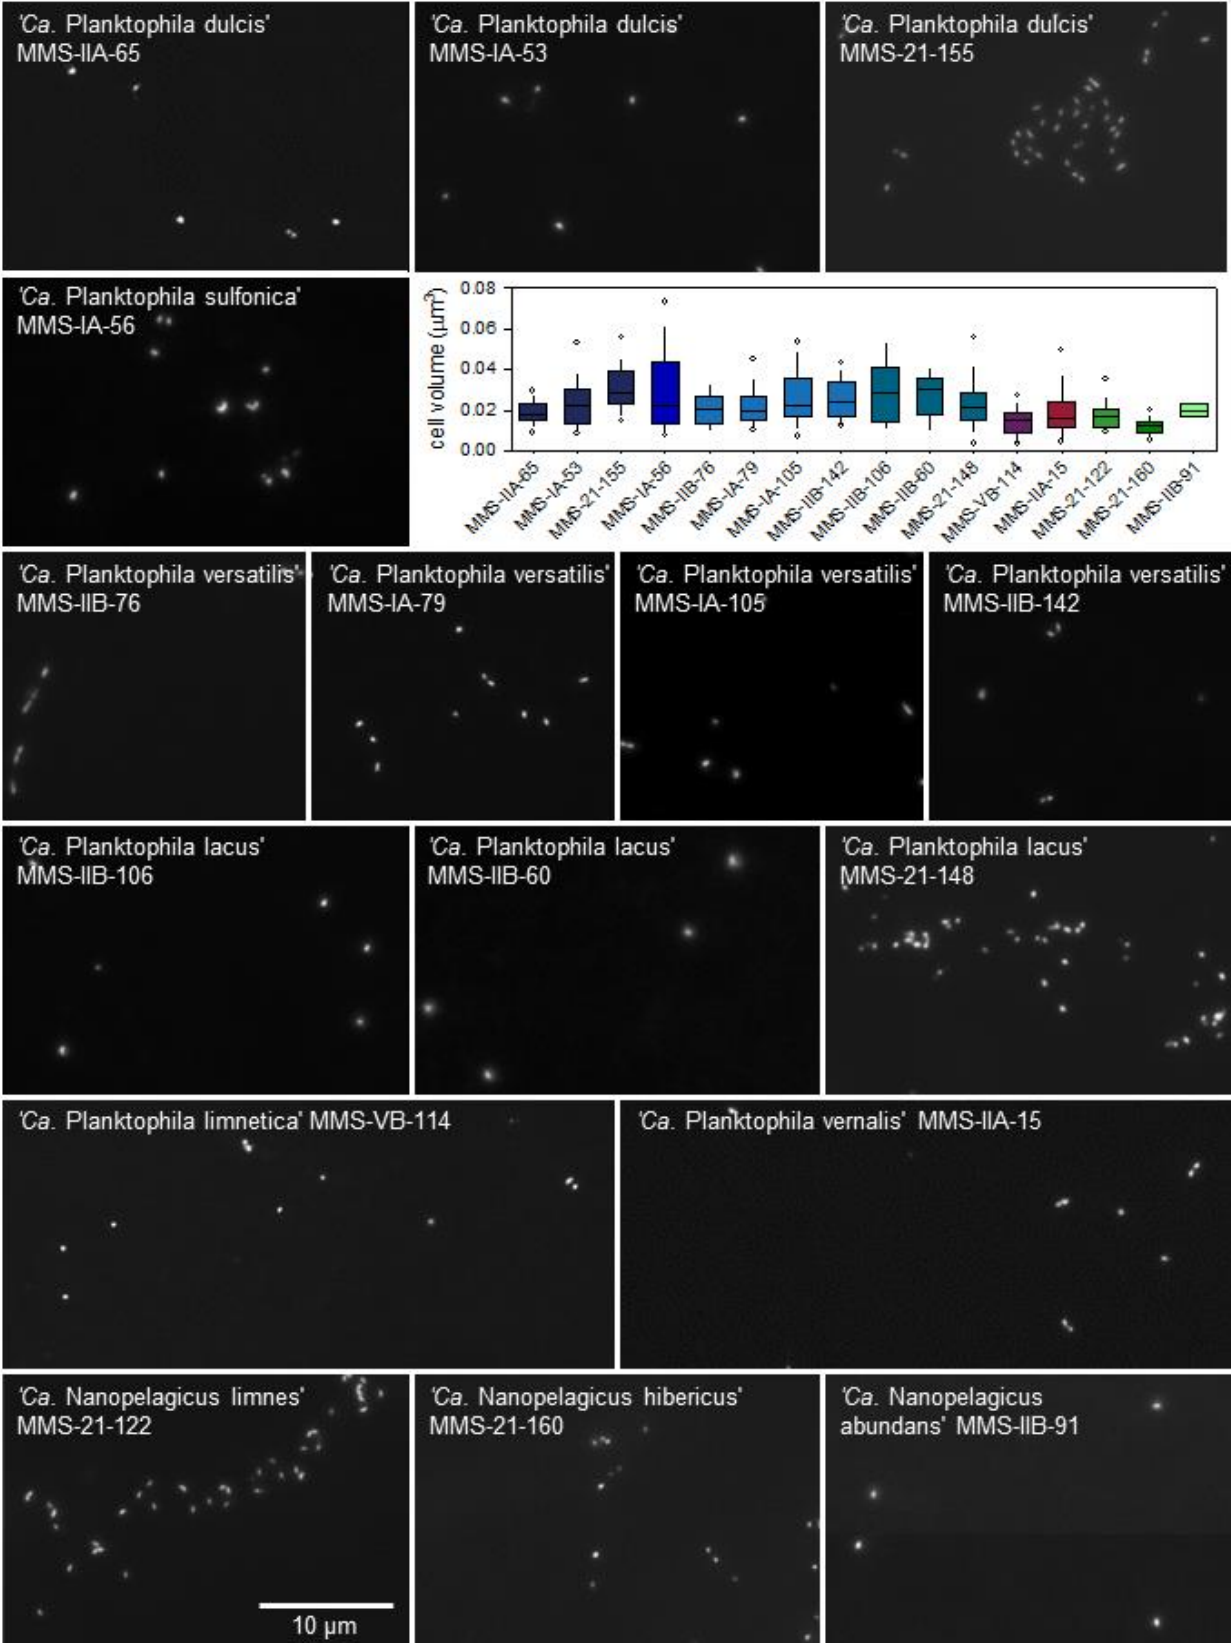 'Ca. Planktophila dulcis'
MMS-IIA-65
'Ca. Planktophila dulcis'
MMS-IA-53
'Ca. Planktophila dulcis'
MMS-21-155
'Ca. Planktophila sulfonica'
MMS-IA-56
cell volume (µm³)
0.08
0.06
0.04
0.02
0.00
MMS-IIA-65
MMS-IA-53
MMS-21-155
MMS-IA-56
MMS-IIB-76
MMS-IA-79
MMS-IA-105
MMS-IIB-142
MMS-IIB-106
MMS-IIB-60
MMS-21-148
MMS-VB-114
MMS-IIA-15
MMS-21-122
MMS-21-160
MMS-IIB-91
'Ca. Planktophila versatilis'
MMS-IIB-76
'Ca. Planktophila versatilis'
MMS-IA-79
'Ca. Planktophila versatilis'
MMS-IA-105
'Ca. Planktophila versatilis'
MMS-IIB-142
'Ca. Planktophila lacus'
MMS-IIB-106
'Ca. Planktophila lacus'
MMS-IIB-60
'Ca. Planktophila lacus'
MMS-21-148
'Ca. Planktophila limnetica' MMS-VB-114
'Ca. Planktophila vernalis' MMS-IIA-15
'Ca. Nanopelagicus limnes'
MMS-21-122
10 µm
'Ca. Nanopelagicus hibericus'
MMS-21-160
'Ca. Nanopelagicus
abundans' MMS-IIB-91